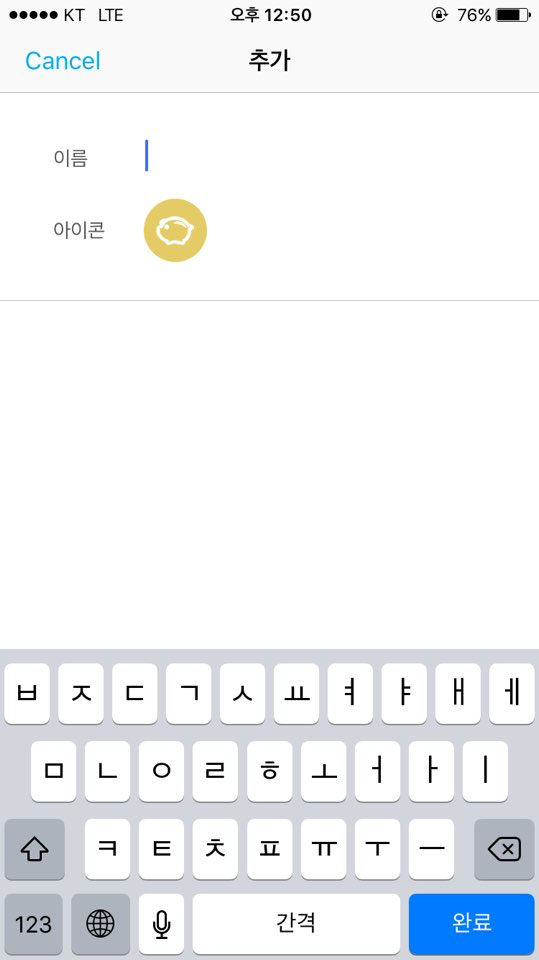 ●●●●● KT LTE 오후 12:50 76%
Cancel 추가
이름
아이콘
ㅂ ㅈ ㄷ ㄱ ㅅ ㅛ ㅕ ㅑ ㅐ ㅔ
ㅁ ㄴ ㅇ ㄹ ㅎ ㅗ ㅓ ㅏ ㅣ
ㅋ ㅌ ㅊ ㅍ ㅠ ㅜ ㅡ
123 간격 완료